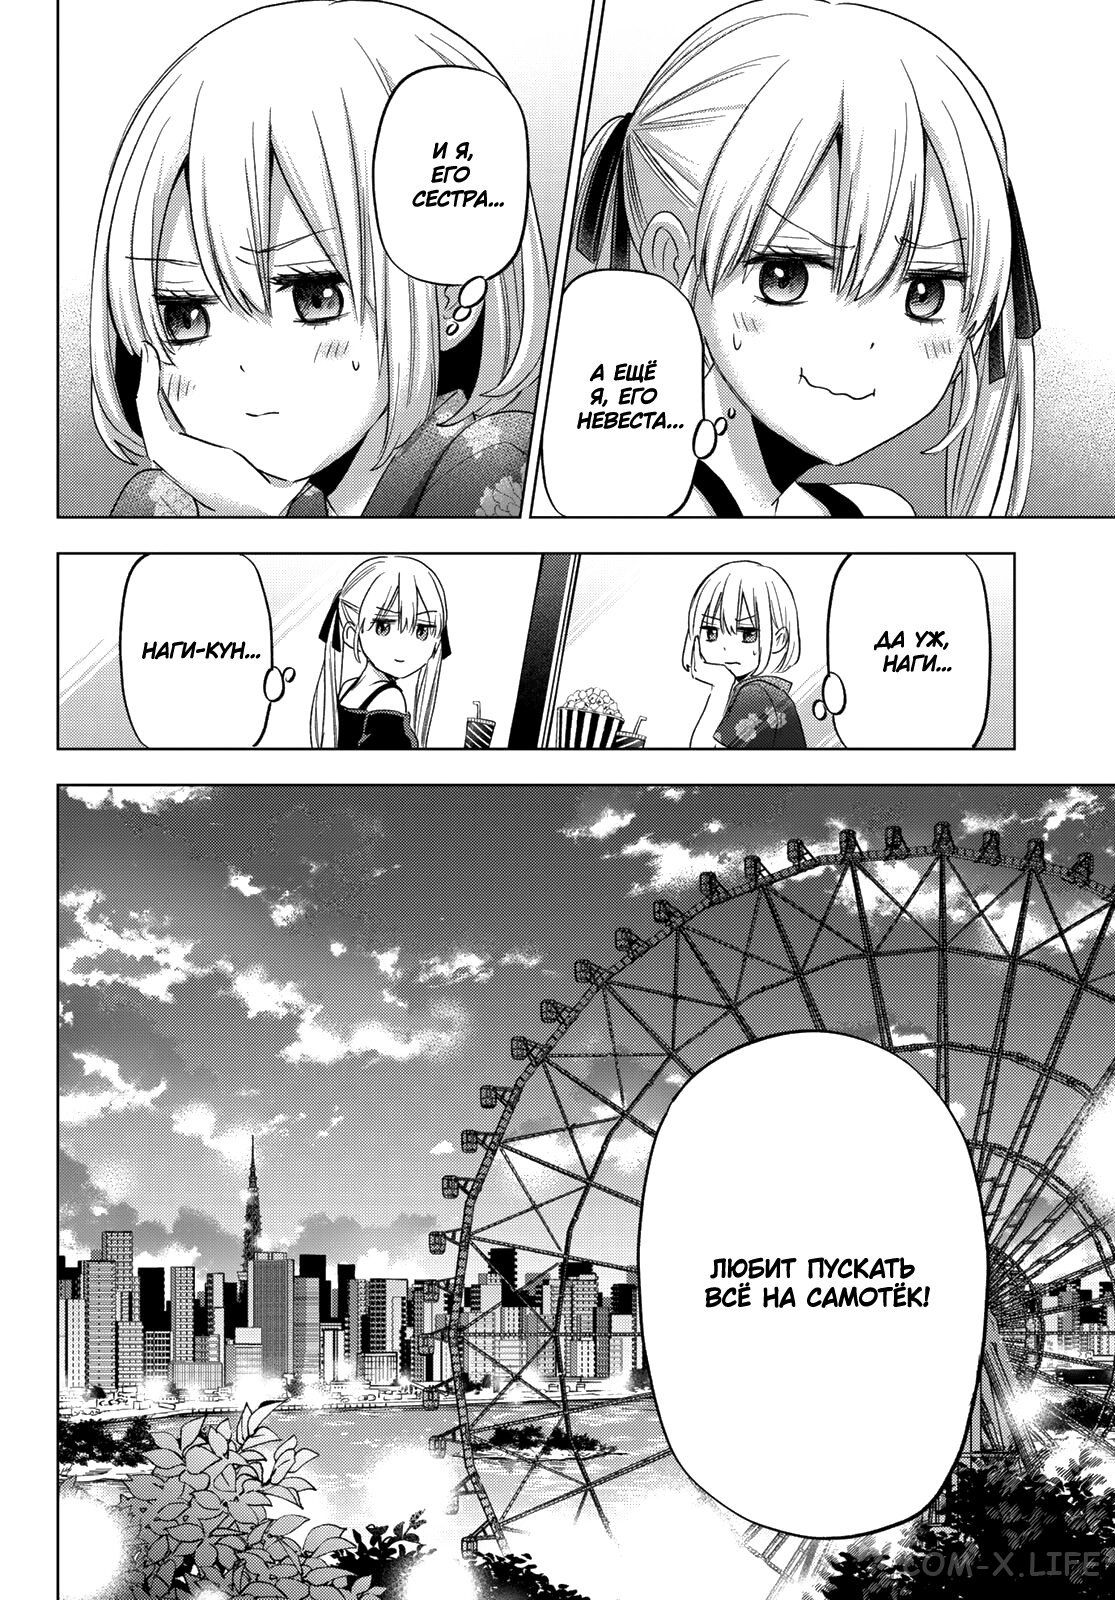 А ЕЩЁ
Я, ЕГО
НЕВЕСТА...
И Я,
ЕГО
СЕСТРА...
ДА УЖ,
НАГИ...
НАГИ-КУН...
ЛЮБИТ ПУСКАТЬ
ВСЁ НА САМОТЁК!
COM-X.LIFE